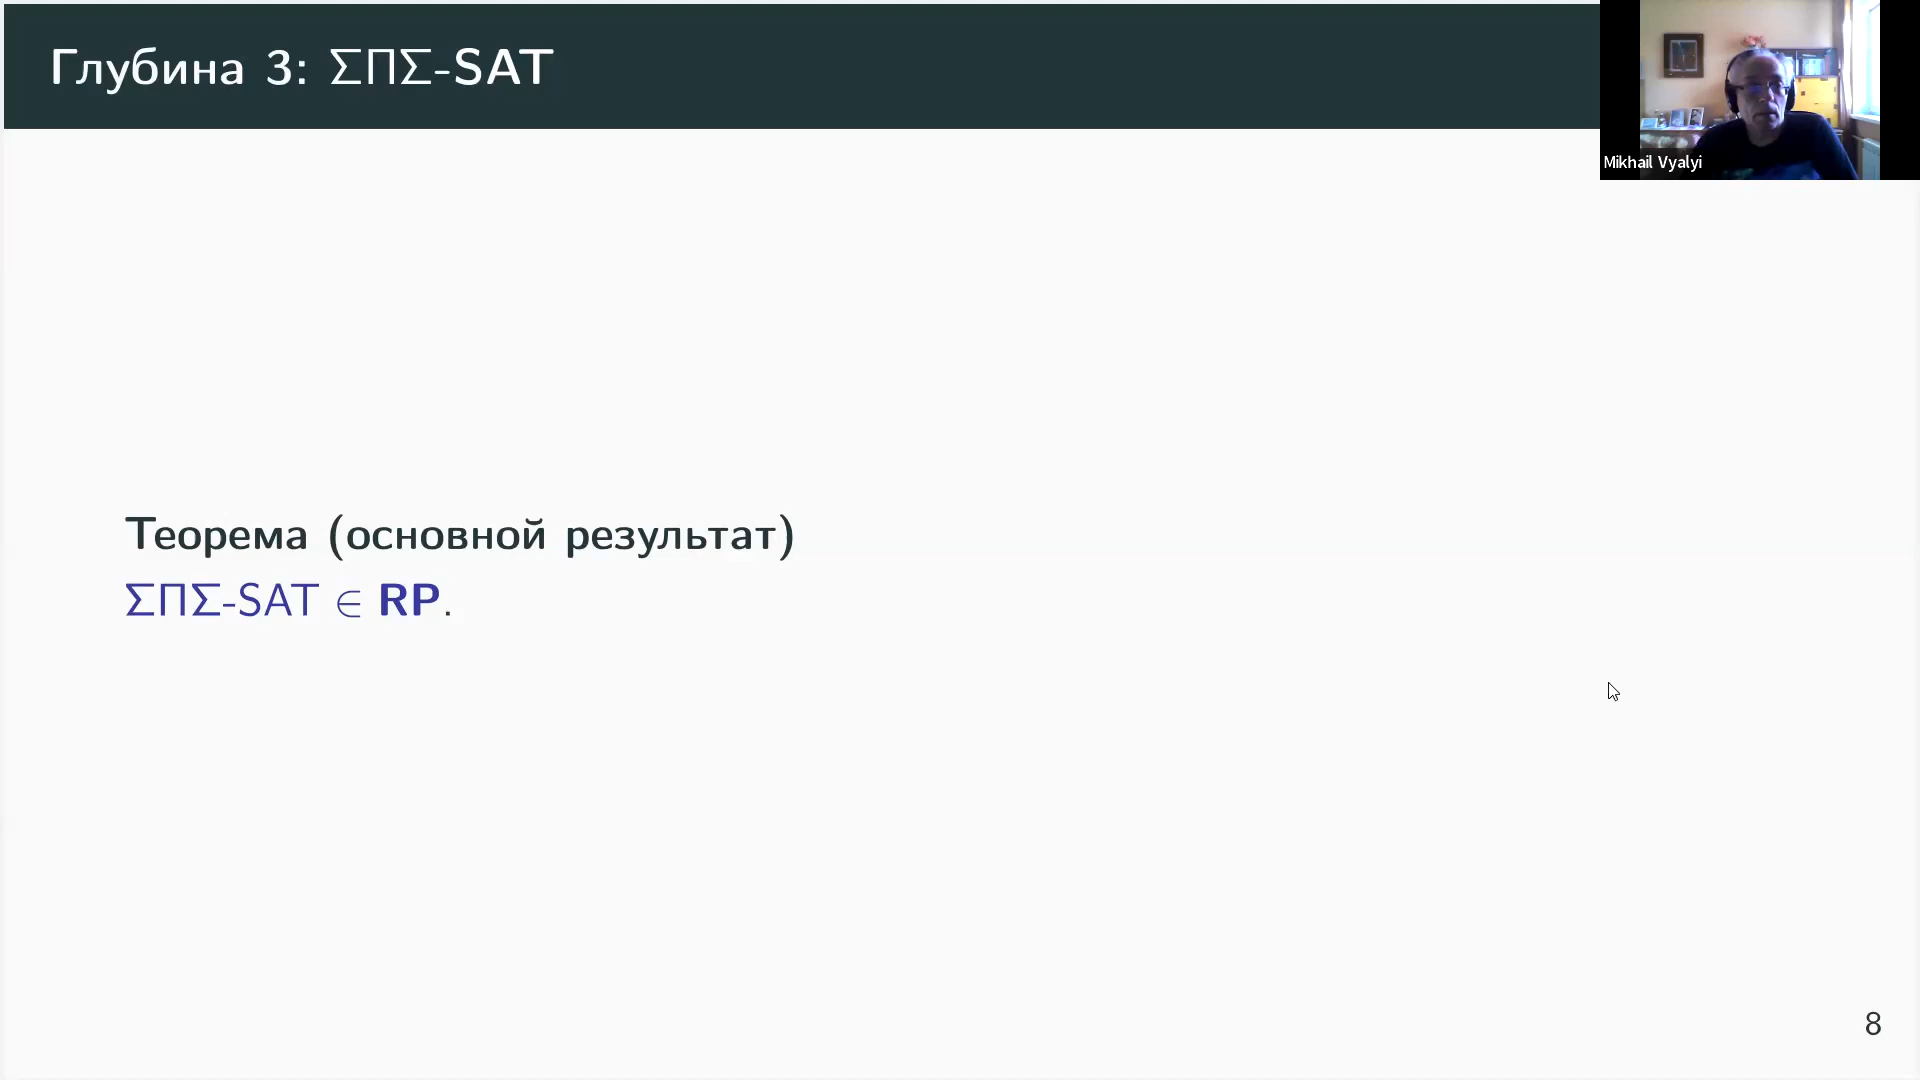 Глубина 3: ΣΠΣ-SAT
Mikhail Vyalyi
Теорема (основной результат)
ΣΠΣ-SAT ∈ RP.
8